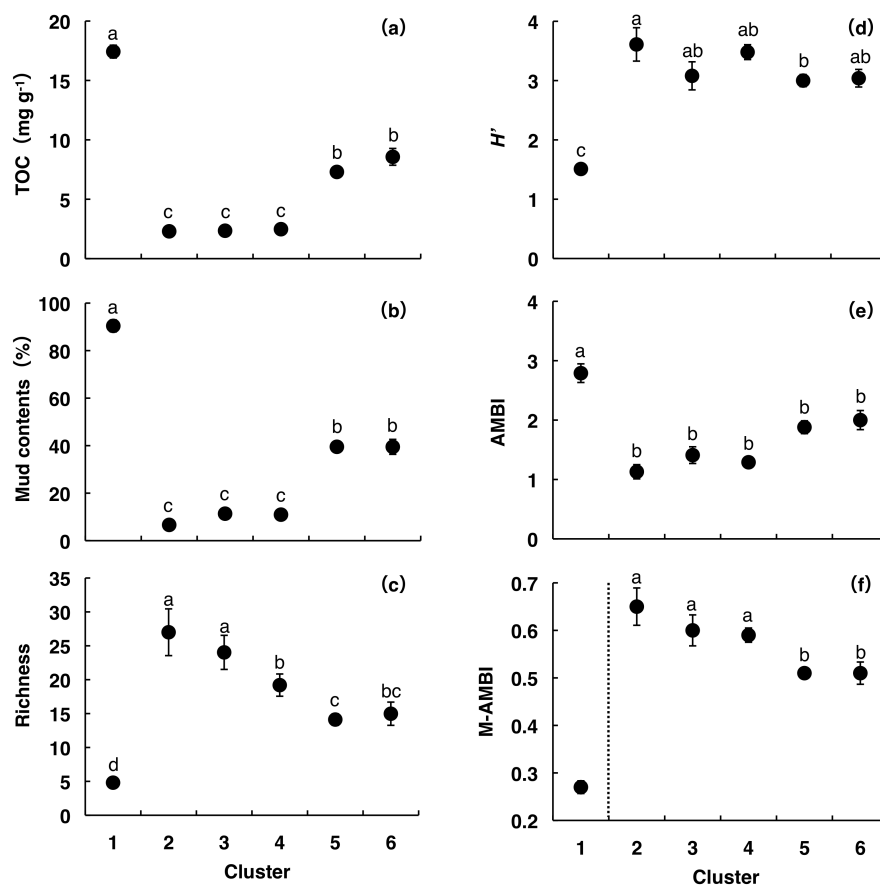 (a)
TOC (mg g-1)
20
15
10
5
0
a
c
c
c
b
b
(b)
Mud contents (%)
100
80
60
40
20
0
a
c
c
c
b
b
(c)
Richness
35
30
25
20
15
10
5
0
d
a
a
b
c
bc
1 2 3 4 5 6
Cluster
(d)
H'
4
3
2
1
0
c
a
ab
ab
b
ab
(e)
AMBI
4
3
2
1
0
a
b
b
b
b
b
(f)
M-AMBI
0.7
0.6
0.5
0.4
0.3
0.2
a
a
a
b
b
1 2 3 4 5 6
Cluster